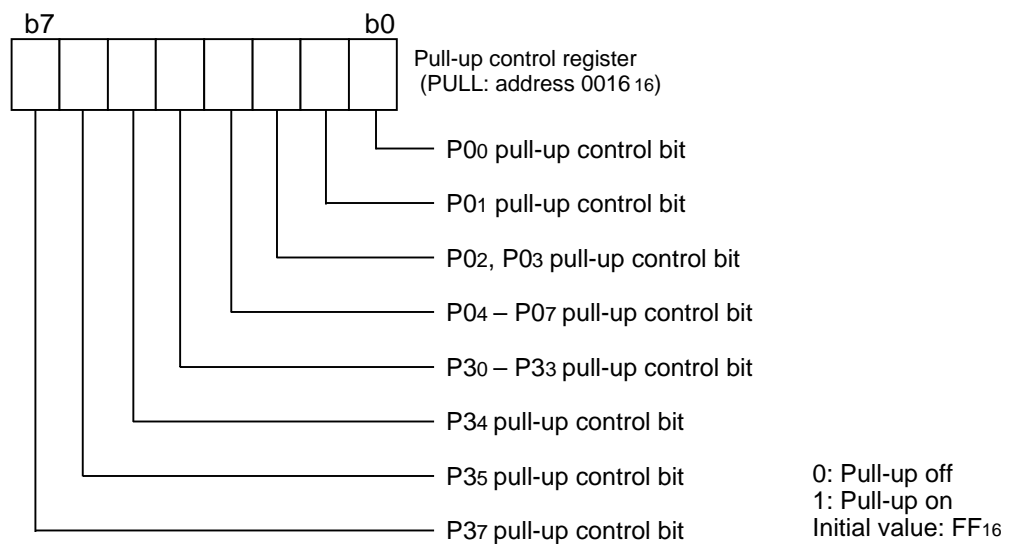 b7 b0
Pull-up control register
(PULL: address 0016 16)
P00 pull-up control bit
P01 pull-up control bit
P02, P03 pull-up control bit
P04 – P07 pull-up control bit
P30 – P33 pull-up control bit
P34 pull-up control bit
P35 pull-up control bit
P37 pull-up control bit
0: Pull-up off
1: Pull-up on
Initial value: FF16